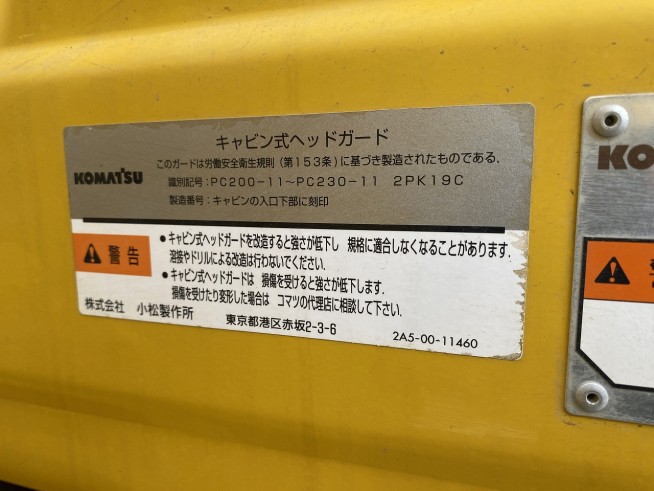 キャビン式ヘッドガード
このガードは労働安全衛生規則（第153条）に基づき製造されたものである．
KOMATSU
識別記号：PC200-11～PC230-11 2PK19C
製造番号：キャビンの入口下部に刻印
警告
●キャビン式ヘッドガードを改造すると強さが低下し 規格に適合しなくなることがあります．
溶接やドリルによる改造は行わないでください．
●キャビン式ヘッドガードは 損傷を受けると強さが低下します．
損傷を受けたり変形した場合は コマツの代理店に相談して下さい．
株式会社 小松製作所
東京都港区赤坂2-3-6
2A5-00-11460
KO